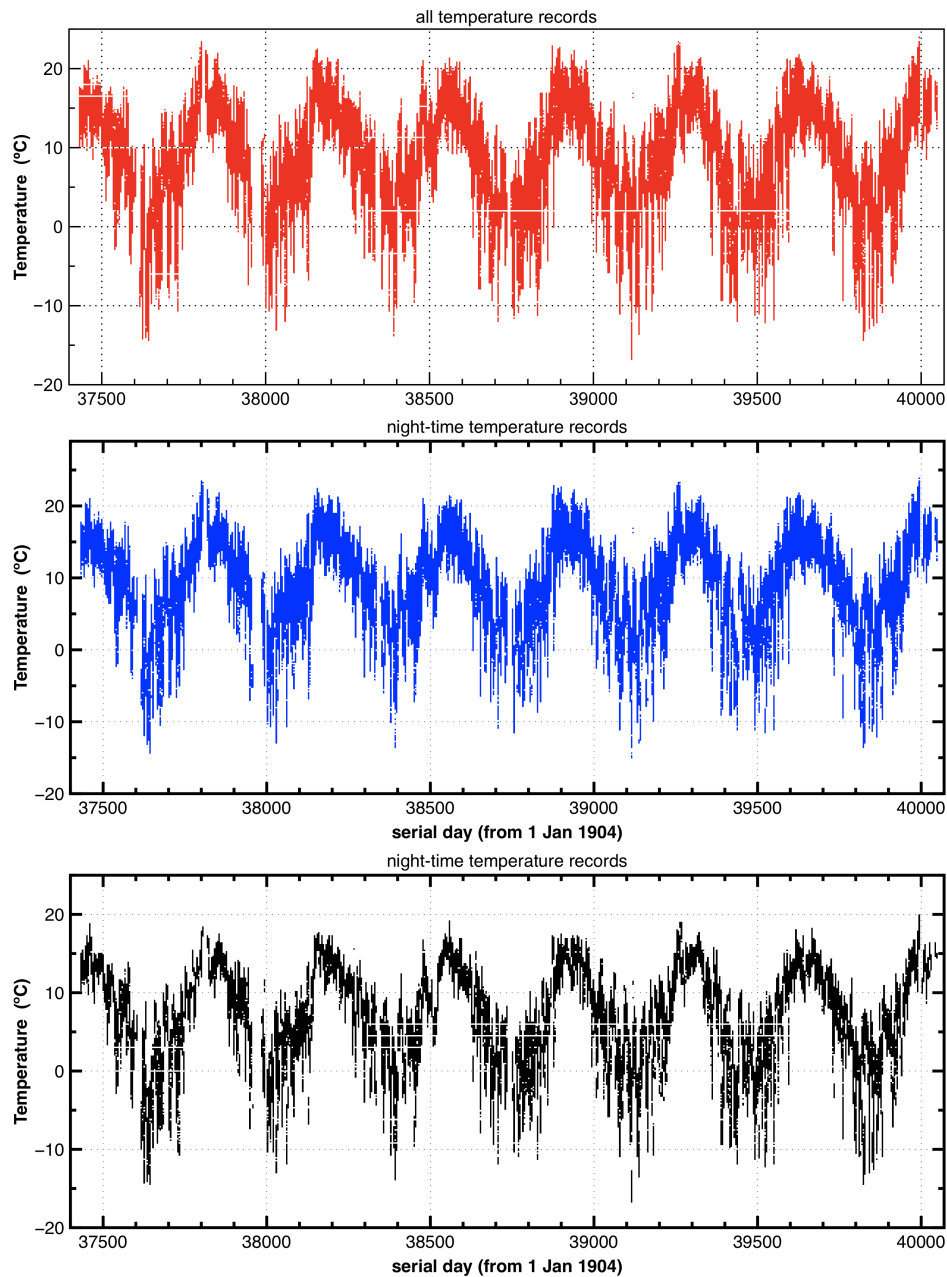 all temperature records
Temperature (ºC)
20
10
0
−10
−20
37500 38000 38500 39000 39500 40000
night-time temperature records
Temperature (ºC)
20
10
0
−10
−20
37500 38000 38500 39000 39500 40000
serial day (from 1 Jan 1904)
night-time temperature records
Temperature (ºC)
20
10
0
−10
−20
37500 38000 38500 39000 39500 40000
serial day (from 1 Jan 1904)